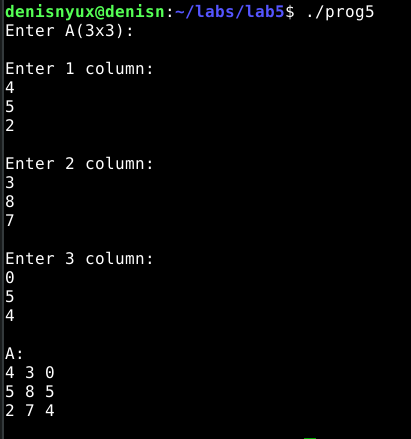 denisnyux@denisn:~/labs/lab5$ ./prog5
Enter A(3x3):
Enter 1 column:
4
5
2
Enter 2 column:
3
8
7
Enter 3 column:
0
5
4
A:
4 3 0
5 8 5
2 7 4